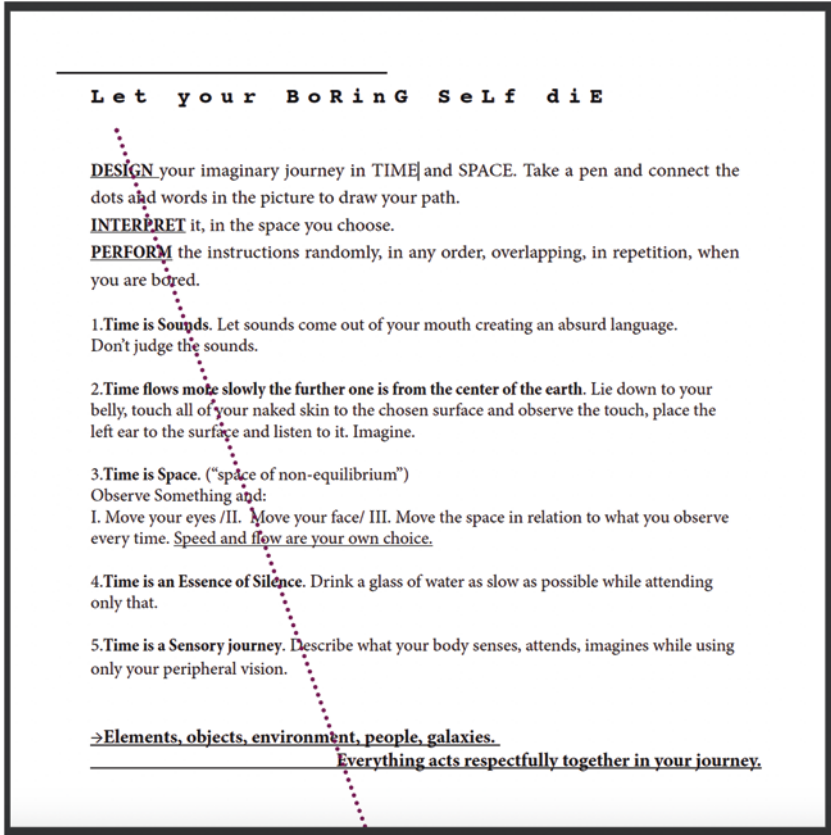 Let your BoRinG SeLf diE
DESIGN your imaginary journey in TIME and SPACE. Take a pen and connect the
dots and words in the picture to draw your path.
INTERPRET it, in the space you choose.
PERFORM the instructions randomly, in any order, overlapping, in repetition, when
you are bored.
1.Time is Sounds. Let sounds come out of your mouth creating an absurd language.
Don't judge the sounds.
2.Time flows more slowly the further one is from the center of the earth. Lie down to your
belly, touch all of your naked skin to the chosen surface and observe the touch, place the
left ear to the surface and listen to it. Imagine.
3.Time is Space. (“space of non-equilibrium”)
Observe Something and:
I. Move your eyes /II. Move your face/ III. Move the space in relation to what you observe
every time. Speed and flow are your own choice.
4.Time is an Essence of Silence. Drink a glass of water as slow as possible while attending
only that.
5.Time is a Sensory journey. Describe what your body senses, attends, imagines while using
only your peripheral vision.
→Elements, objects, environment, people, galaxies.
Everything acts respectfully together in your journey.